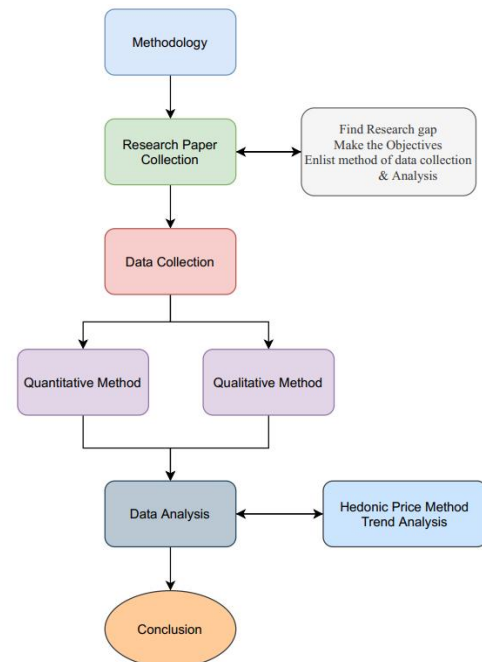 Methodology
Research Paper
Collection
Find Research gap
Make the Objectives
Enlist method of data collection
& Analysis
Data Collection
Quantitative Method
Qualitative Method
Data Analysis
Hedonic Price Method
Trend Analysis
Conclusion